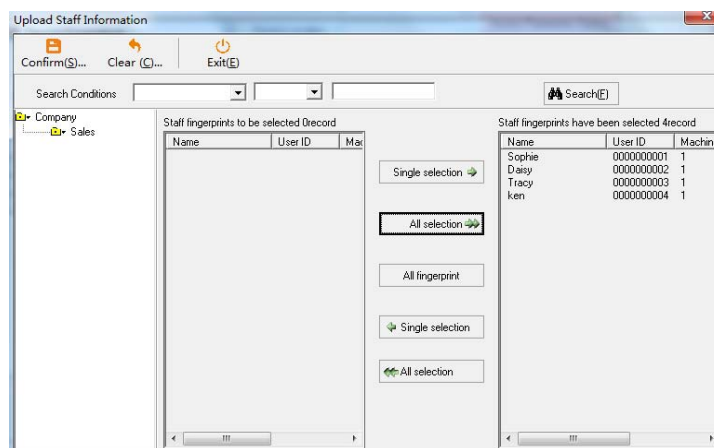 Upload Staff Information
Confirm(S)... Clear (C)... Exit(E)
Search Conditions Search(F)
Company
Sales
Staff fingerprints to be selected 0record
Name User ID Mac
Single selection
All selection
All fingerprint
Single selection
All selection
Staff fingerprints have been selected 4record
Name User ID Machin
Sophie 0000000001 1
Daisy 0000000002 1
Tracy 0000000003 1
ken 0000000004 1